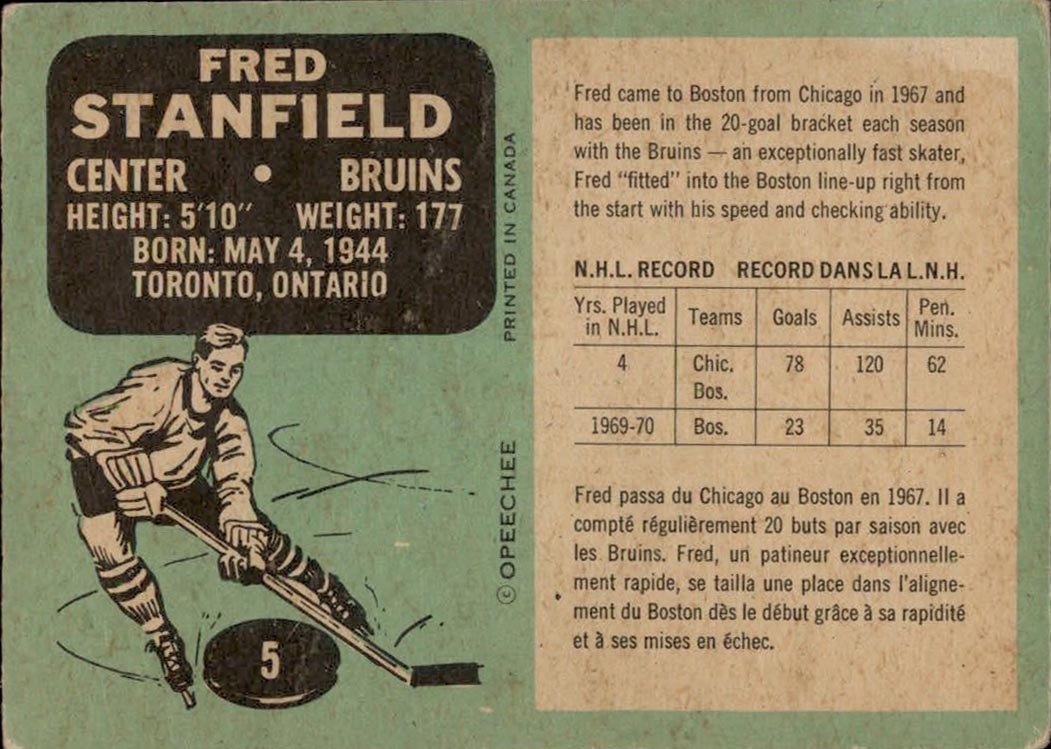 FRED
STANFIELD
CENTER • BRUINS
HEIGHT: 5'10" WEIGHT: 177
BORN: MAY 4, 1944
TORONTO, ONTARIO
PRINTED IN CANADA
© OPEECHEE
5
Fred came to Boston from Chicago in 1967 and
has been in the 20-goal bracket each season
with the Bruins — an exceptionally fast skater,
Fred "fitted" into the Boston line-up right from
the start with his speed and checking ability.
N.H.L. RECORD RECORD DANS LA L.N.H.
Yrs. Played in N.H.L. Teams Goals Assists Pen. Mins.
4 Chic. Bos. 78 120 62
1969-70 Bos. 23 35 14
Fred passa du Chicago au Boston en 1967. Il a
compté régulièrement 20 buts par saison avec
les Bruins. Fred, un patineur exceptionnelle-
ment rapide, se tailla une place dans l'aligne-
ment du Boston dès le début grâce à sa rapidité
et à ses mises en échec.